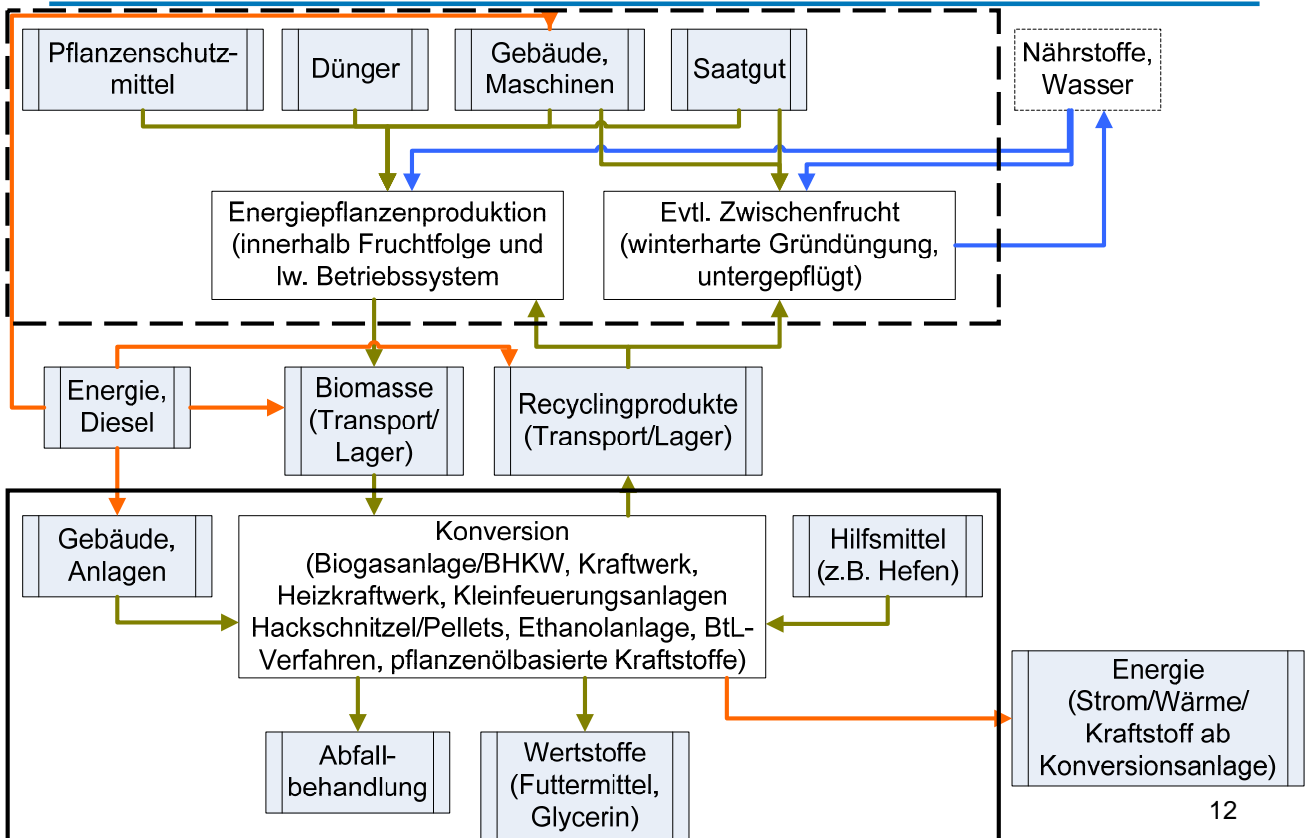 Pflanzenschutz-
mittel
Dünger
Gebäude,
Maschinen
Saatgut
Nährstoffe,
Wasser
Energiepflanzenproduktion
(innerhalb Fruchtfolge und
lw. Betriebssystem
Evtl. Zwischenfrucht
(winterharte Gründüngung,
untergepflügt)
Energie,
Diesel
Biomasse
(Transport/
Lager)
Recyclingprodukte
(Transport/Lager)
Gebäude,
Anlagen
Konversion
(Biogasanlage/BHKW, Kraftwerk,
Heizkraftwerk, Kleinfeuerungsanlagen
Hackschnitzel/Pellets, Ethanolanlage, BtL-
Verfahren, pflanzenölbasierte Kraftstoffe)
Hilfsmittel
(z.B. Hefen)
Abfall-
behandlung
Wertstoffe
(Futtermittel,
Glycerin)
Energie
(Strom/Wärme/
Kraftstoff ab
Konversionsanlage)
12